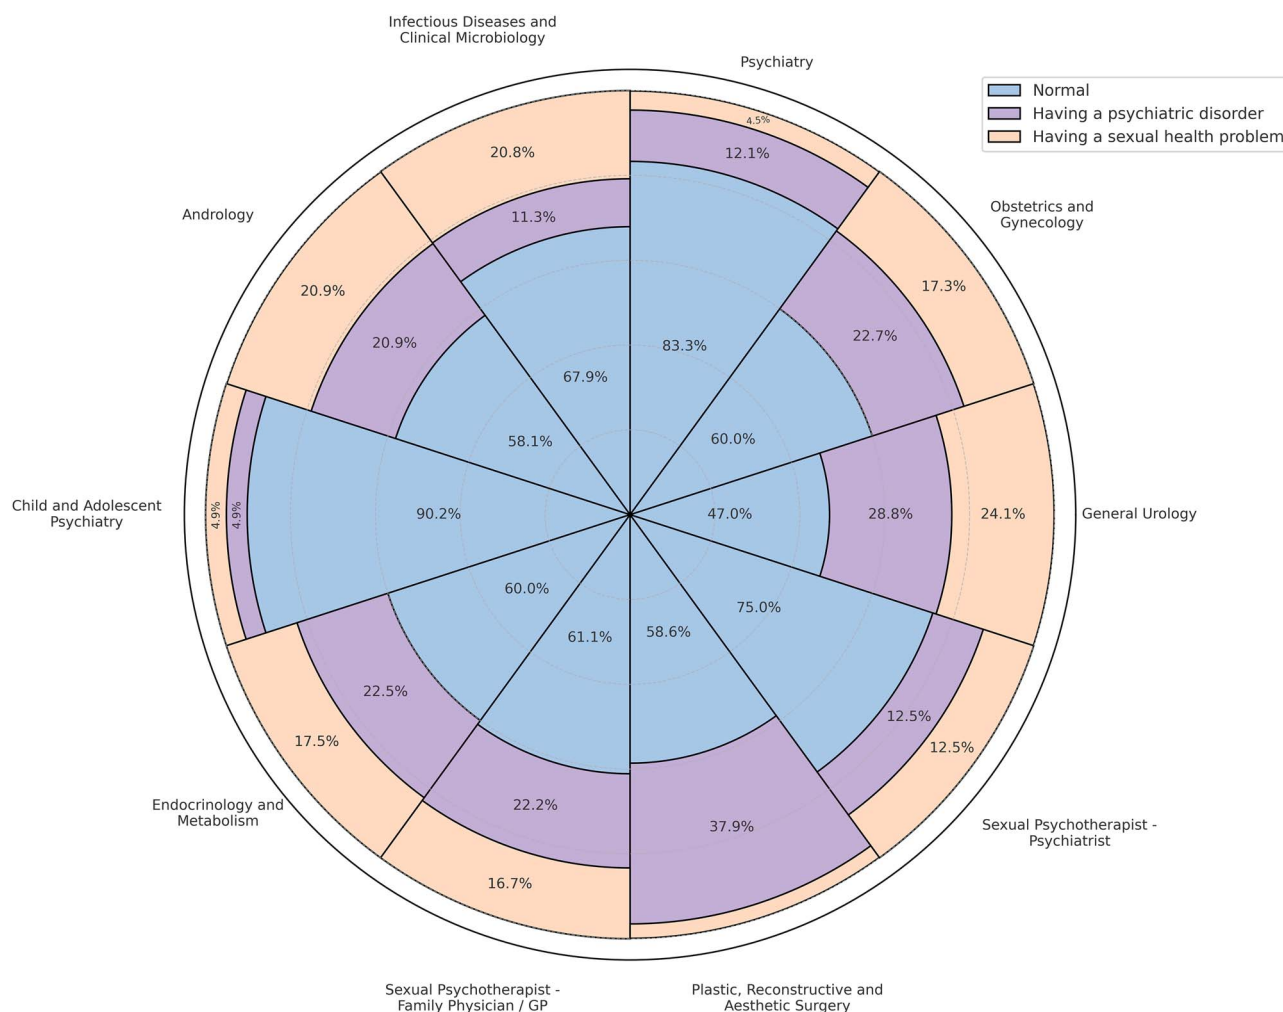 Infectious Diseases and
Clinical Microbiology
Psychiatry
Normal
Having a psychiatric disorder
Having a sexual health problem
4.5%
12.1%
83.3%
20.8%
11.3%
67.9%
Andrology
20.9%
20.9%
58.1%
Obstetrics and
Gynecology
17.3%
22.7%
60.0%
Child and Adolescent
Psychiatry
4.9%
4.9%
90.2%
47.0%
28.8%
24.1%
General Urology
60.0%
22.5%
17.5%
Endocrinology and
Metabolism
61.1%
22.2%
16.7%
Sexual Psychotherapist -
Family Physician / GP
58.6%
37.9%
Plastic, Reconstructive and
Aesthetic Surgery
75.0%
12.5%
12.5%
Sexual Psychotherapist -
Psychiatrist